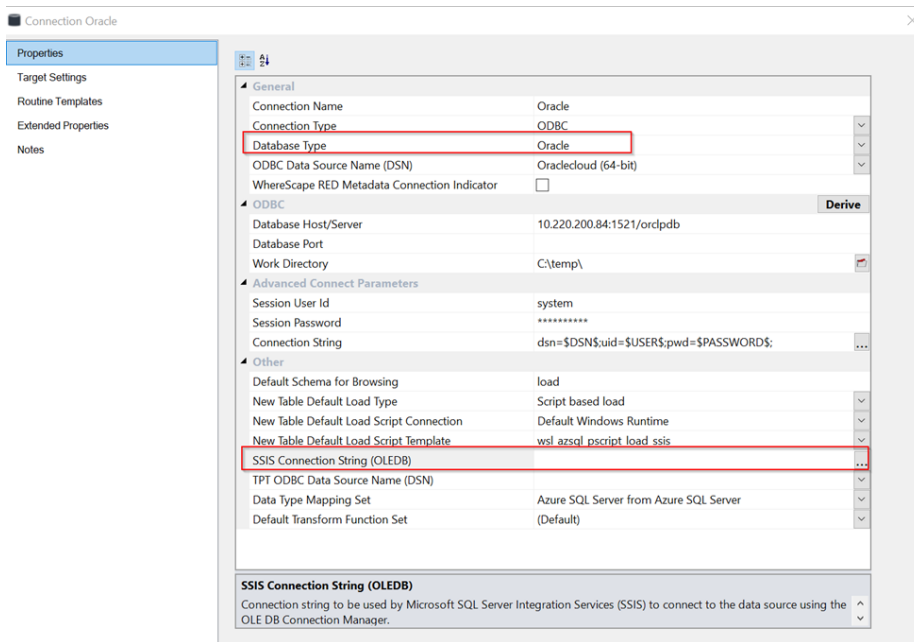 Connection Oracle
Properties
Target Settings
Routine Templates
Extended Properties
Notes
General
Connection Name Oracle
Connection Type ODBC
Database Type Oracle
ODBC Data Source Name (DSN) Oraclecloud (64-bit)
WhereScape RED Metadata Connection Indicator
ODBC Derive
Database Host/Server 10.220.200.84:1521/orclpdb
Database Port
Work Directory C:\temp\
Advanced Connect Parameters
Session User Id system
Session Password **********
Connection String dsn=$DSN$;uid=$USER$;pwd=$PASSWORD$; ...
Other
Default Schema for Browsing load
New Table Default Load Type Script based load
New Table Default Load Script Connection Default Windows Runtime
New Table Default Load Script Template wsl_azsql_pscript_load_ssis
SSIS Connection String (OLEDB) ...
TPT ODBC Data Source Name (DSN)
Data Type Mapping Set Azure SQL Server from Azure SQL Server
Default Transform Function Set (Default)
SSIS Connection String (OLEDB)
Connection string to be used by Microsoft SQL Server Integration Services (SSIS) to connect to the data source using the
OLE DB Connection Manager.